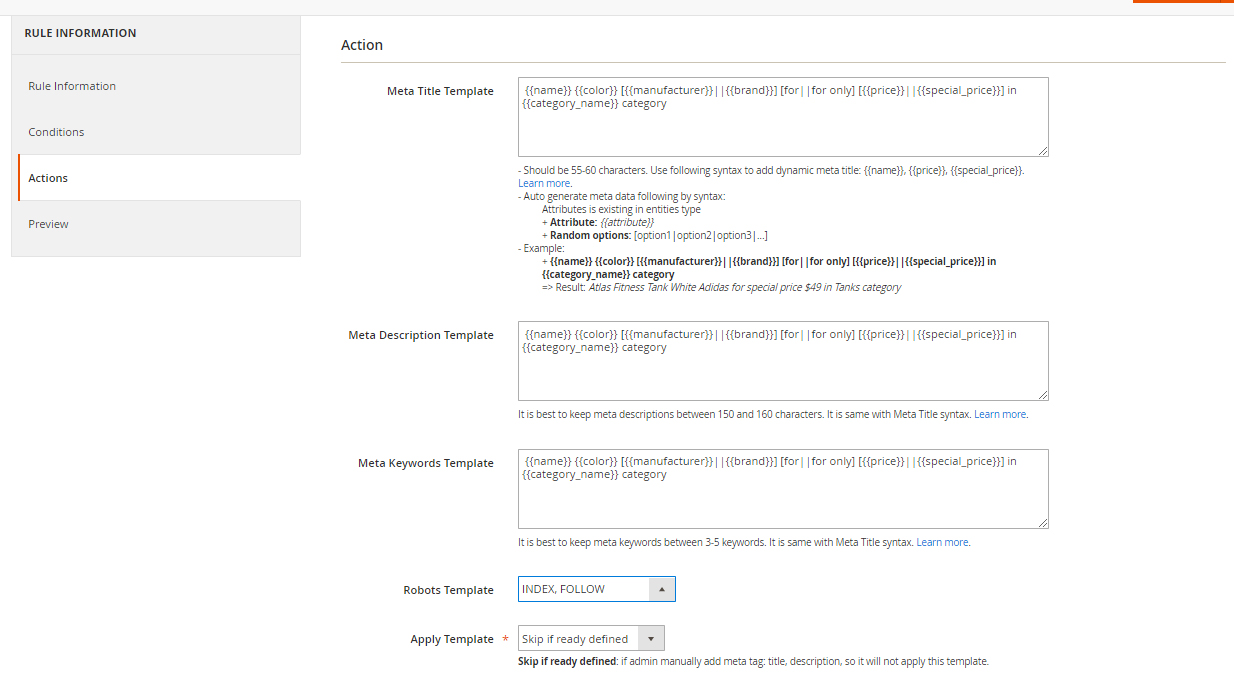 RULE INFORMATION
Rule Information
Conditions
Actions
Preview
Action
Meta Title Template
{{name}} {{color}} [{{manufacturer}}||{{brand}}] [for||for only] [{{price}}||{{special_price}}] in
{{category_name}} category
- Should be 55-60 characters. Use following syntax to add dynamic meta title: {{name}}, {{price}}, {{special_price}}.
Learn more.
- Auto generate meta data following by syntax:
Attributes is existing in entities type
+ Attribute: {{attribute}}
+ Random options: [option1|option2|option3|...]
- Example:
+ {{name}} {{color}} [{{manufacturer}}||{{brand}}] [for||for only] [{{price}}||{{special_price}}] in
{{category_name}} category
=> Result: Atlas Fitness Tank White Adidas for special price $49 in Tanks category
Meta Description Template
{{name}} {{color}} [{{manufacturer}}||{{brand}}] [for||for only] [{{price}}||{{special_price}}] in
{{category_name}} category
It is best to keep meta descriptions between 150 and 160 characters. It is same with Meta Title syntax. Learn more.
Meta Keywords Template
{{name}} {{color}} [{{manufacturer}}||{{brand}}] [for||for only] [{{price}}||{{special_price}}] in
{{category_name}} category
It is best to keep meta keywords between 3-5 keywords. It is same with Meta Title syntax. Learn more.
Robots Template
INDEX, FOLLOW
Apply Template *
Skip if ready defined
Skip if ready defined: if admin manually add meta tag: title, description, so it will not apply this template.